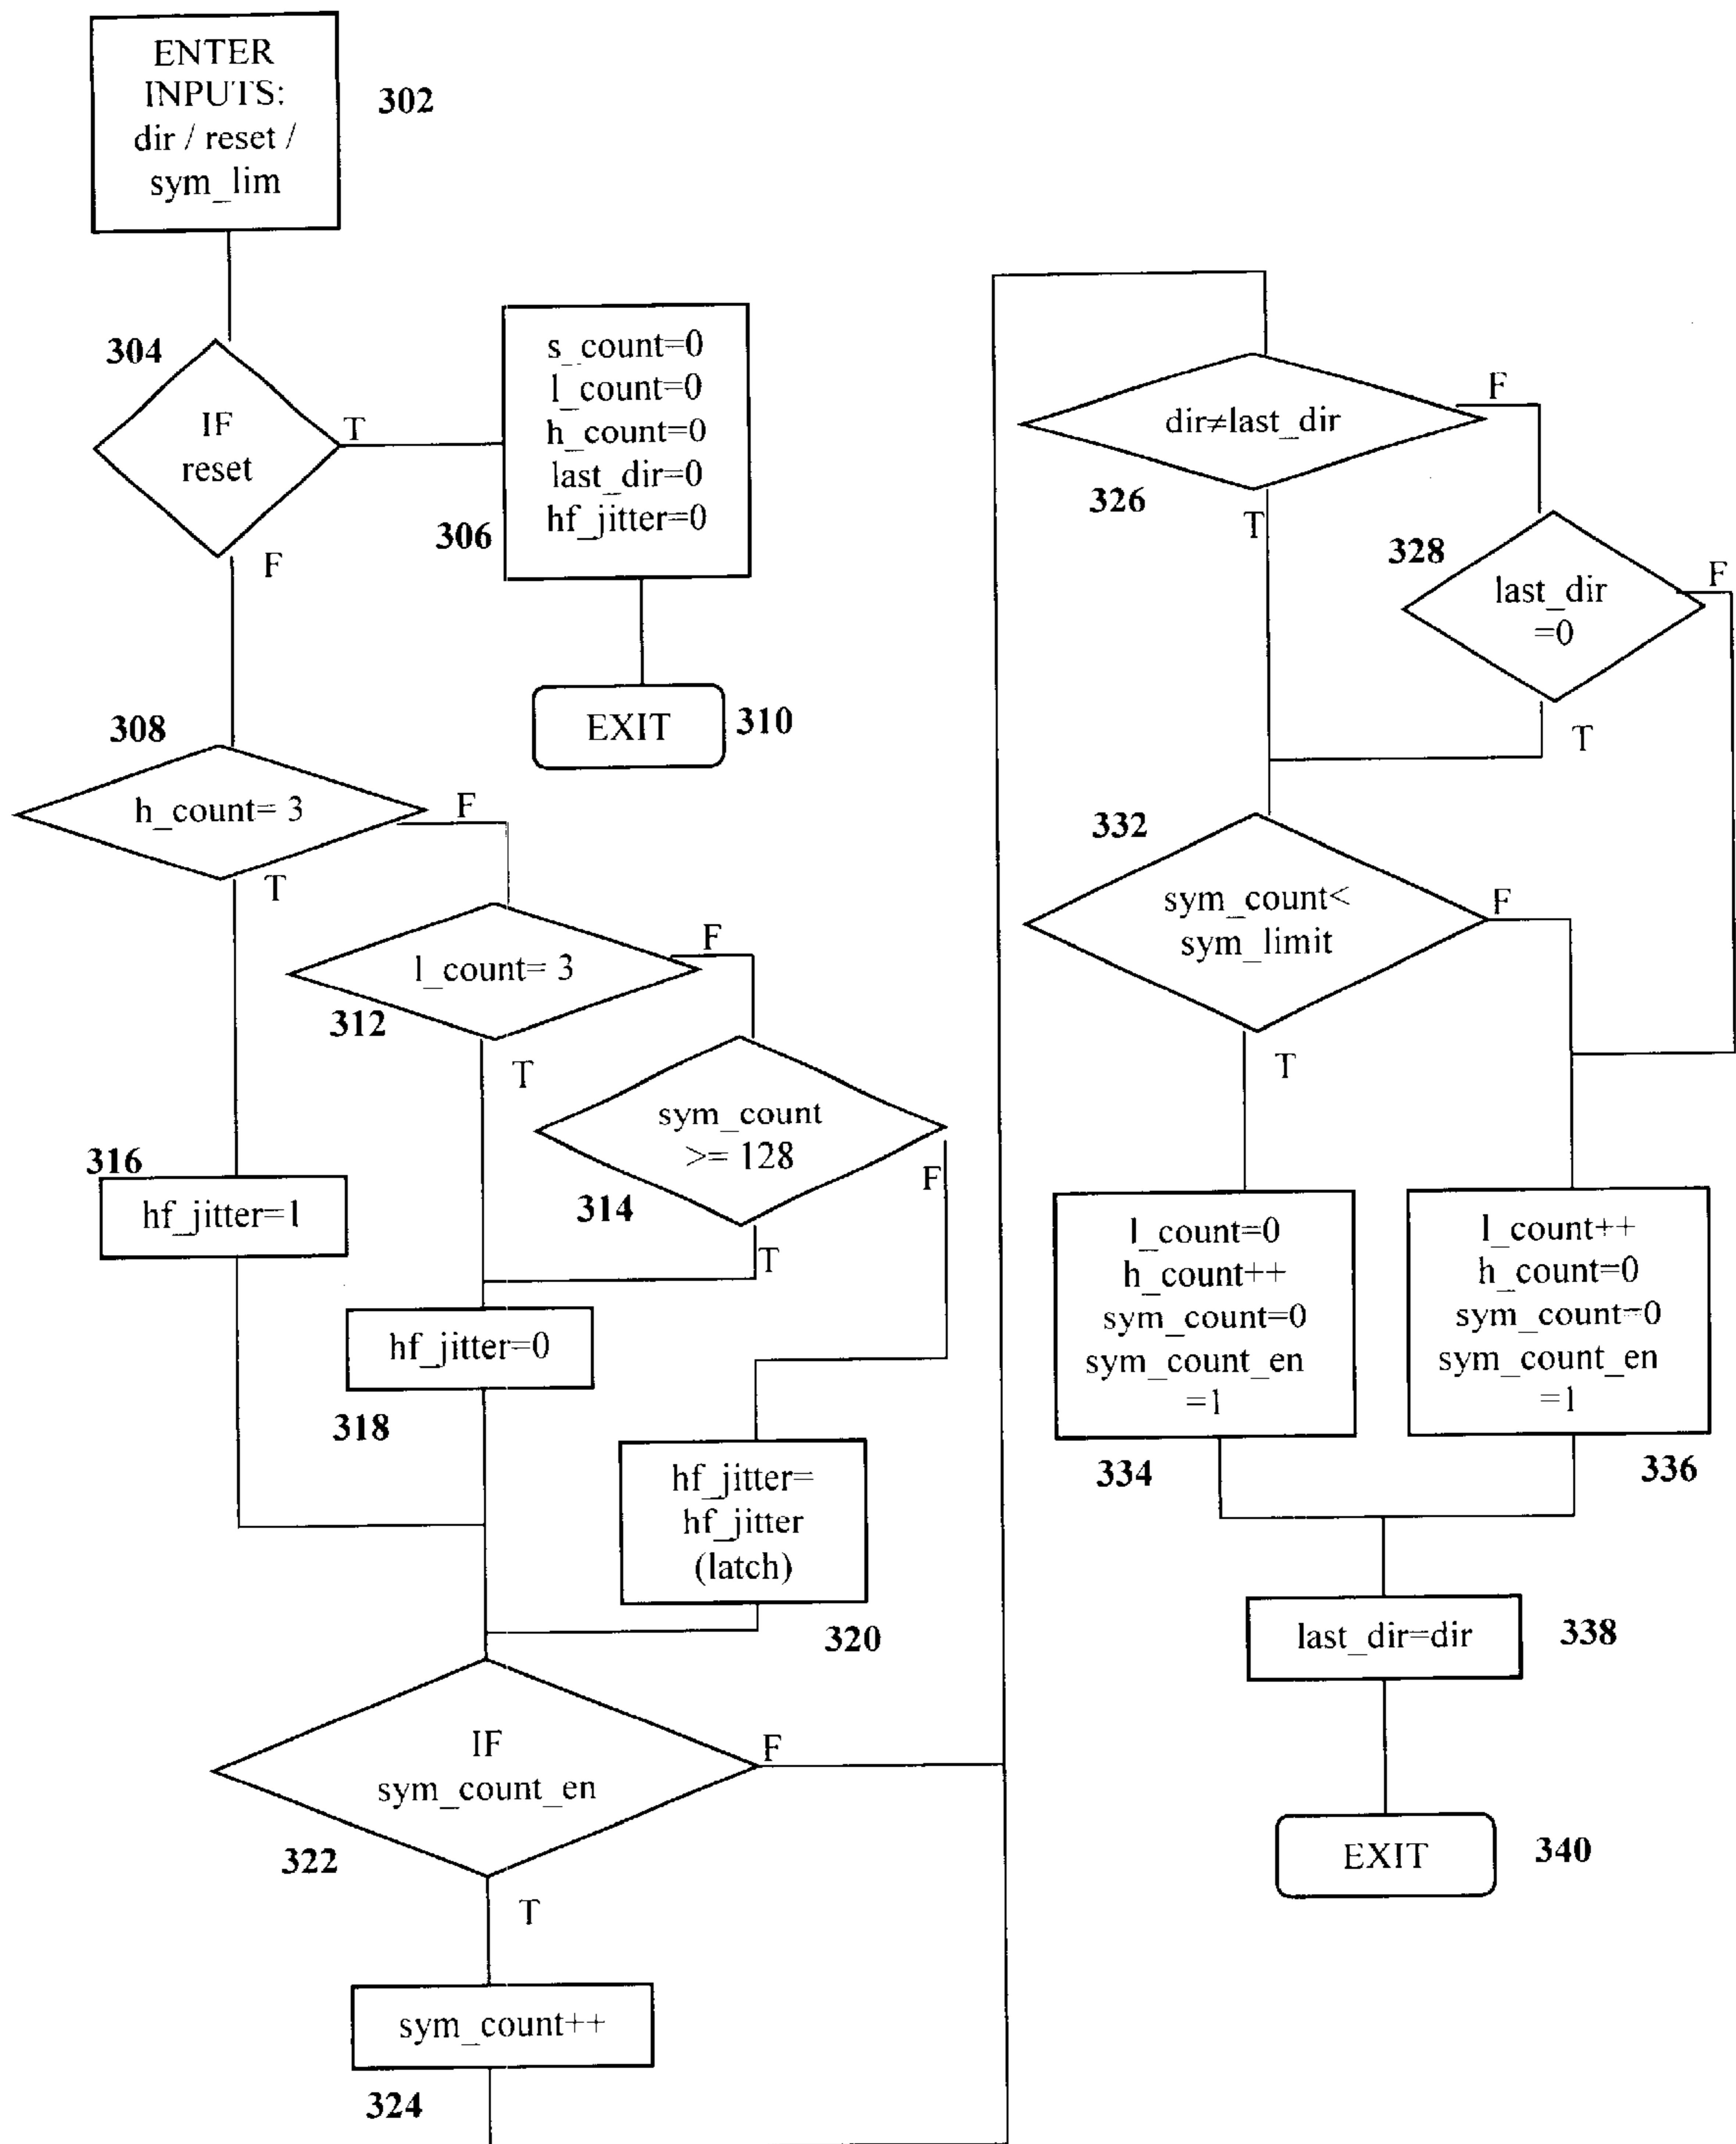 ENTER
INPUTS:
dir / reset /
sym_lim
302
304
IF
reset
T
F
s_count=0
l_count=0
h_count=0
last_dir=0
hf_jitter=0
306
EXIT
310
308
h_count= 3
F
T
l_count= 3
F
312
T
sym_count
>= 128
F
314
T
316
hf_jitter=1
hf_jitter=0
318
hf_jitter=
hf_jitter
(latch)
320
IF
sym_count_en
F
322
T
sym_count++
324
dir≠last_dir
F
326
T
328
last_dir
=0
F
T
332
sym_count<
sym_limit
F
T
l_count=0
h_count++
sym_count=0
sym_count_en
=1
334
l_count++
h_count=0
sym_count=0
sym_count_en
=1
336
last_dir=dir
338
EXIT
340